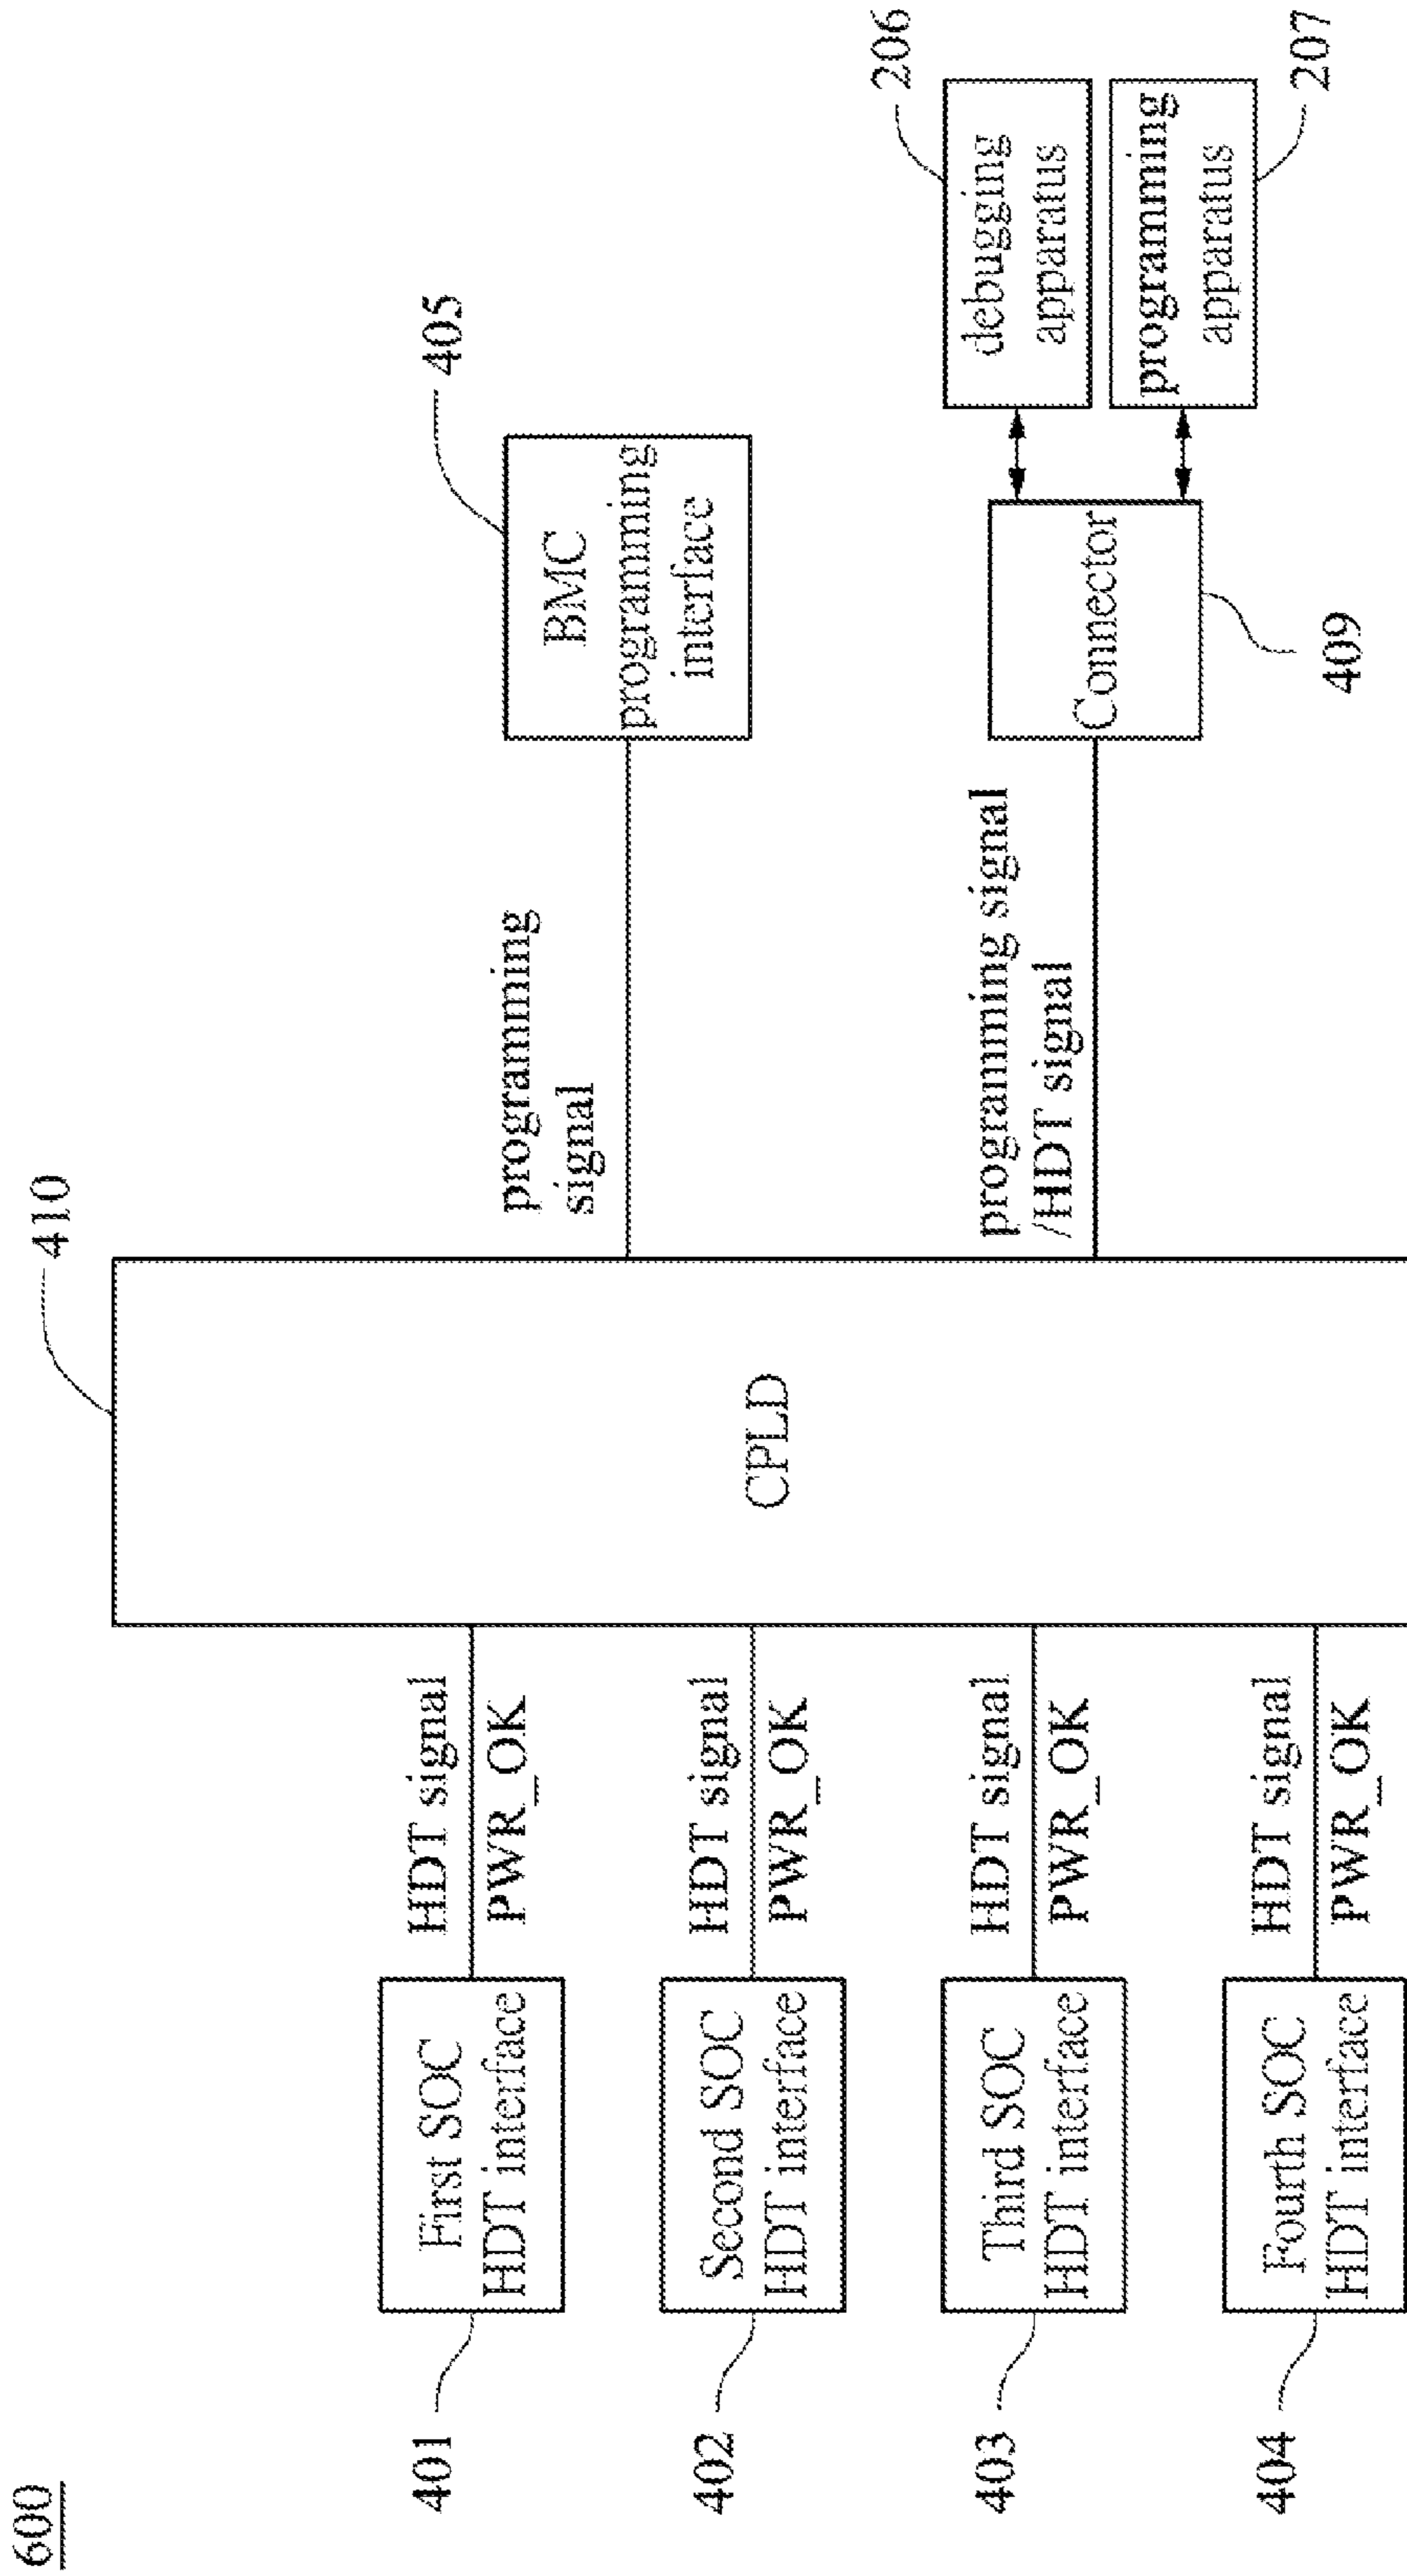 600
401
First SOC
HDT interface
HDT signal
PWR_OK
402
Second SOC
HDT interface
HDT signal
PWR_OK
403
Third SOC
HDT interface
HDT signal
PWR_OK
404
Fourth SOC
HDT interface
HDT signal
PWR_OK
410
CPLD
programming
signal
405
BMC
programming
interface
programming signal
/HDT signal
Connector
409
206
debugging
apparatus
programming
apparatus
207